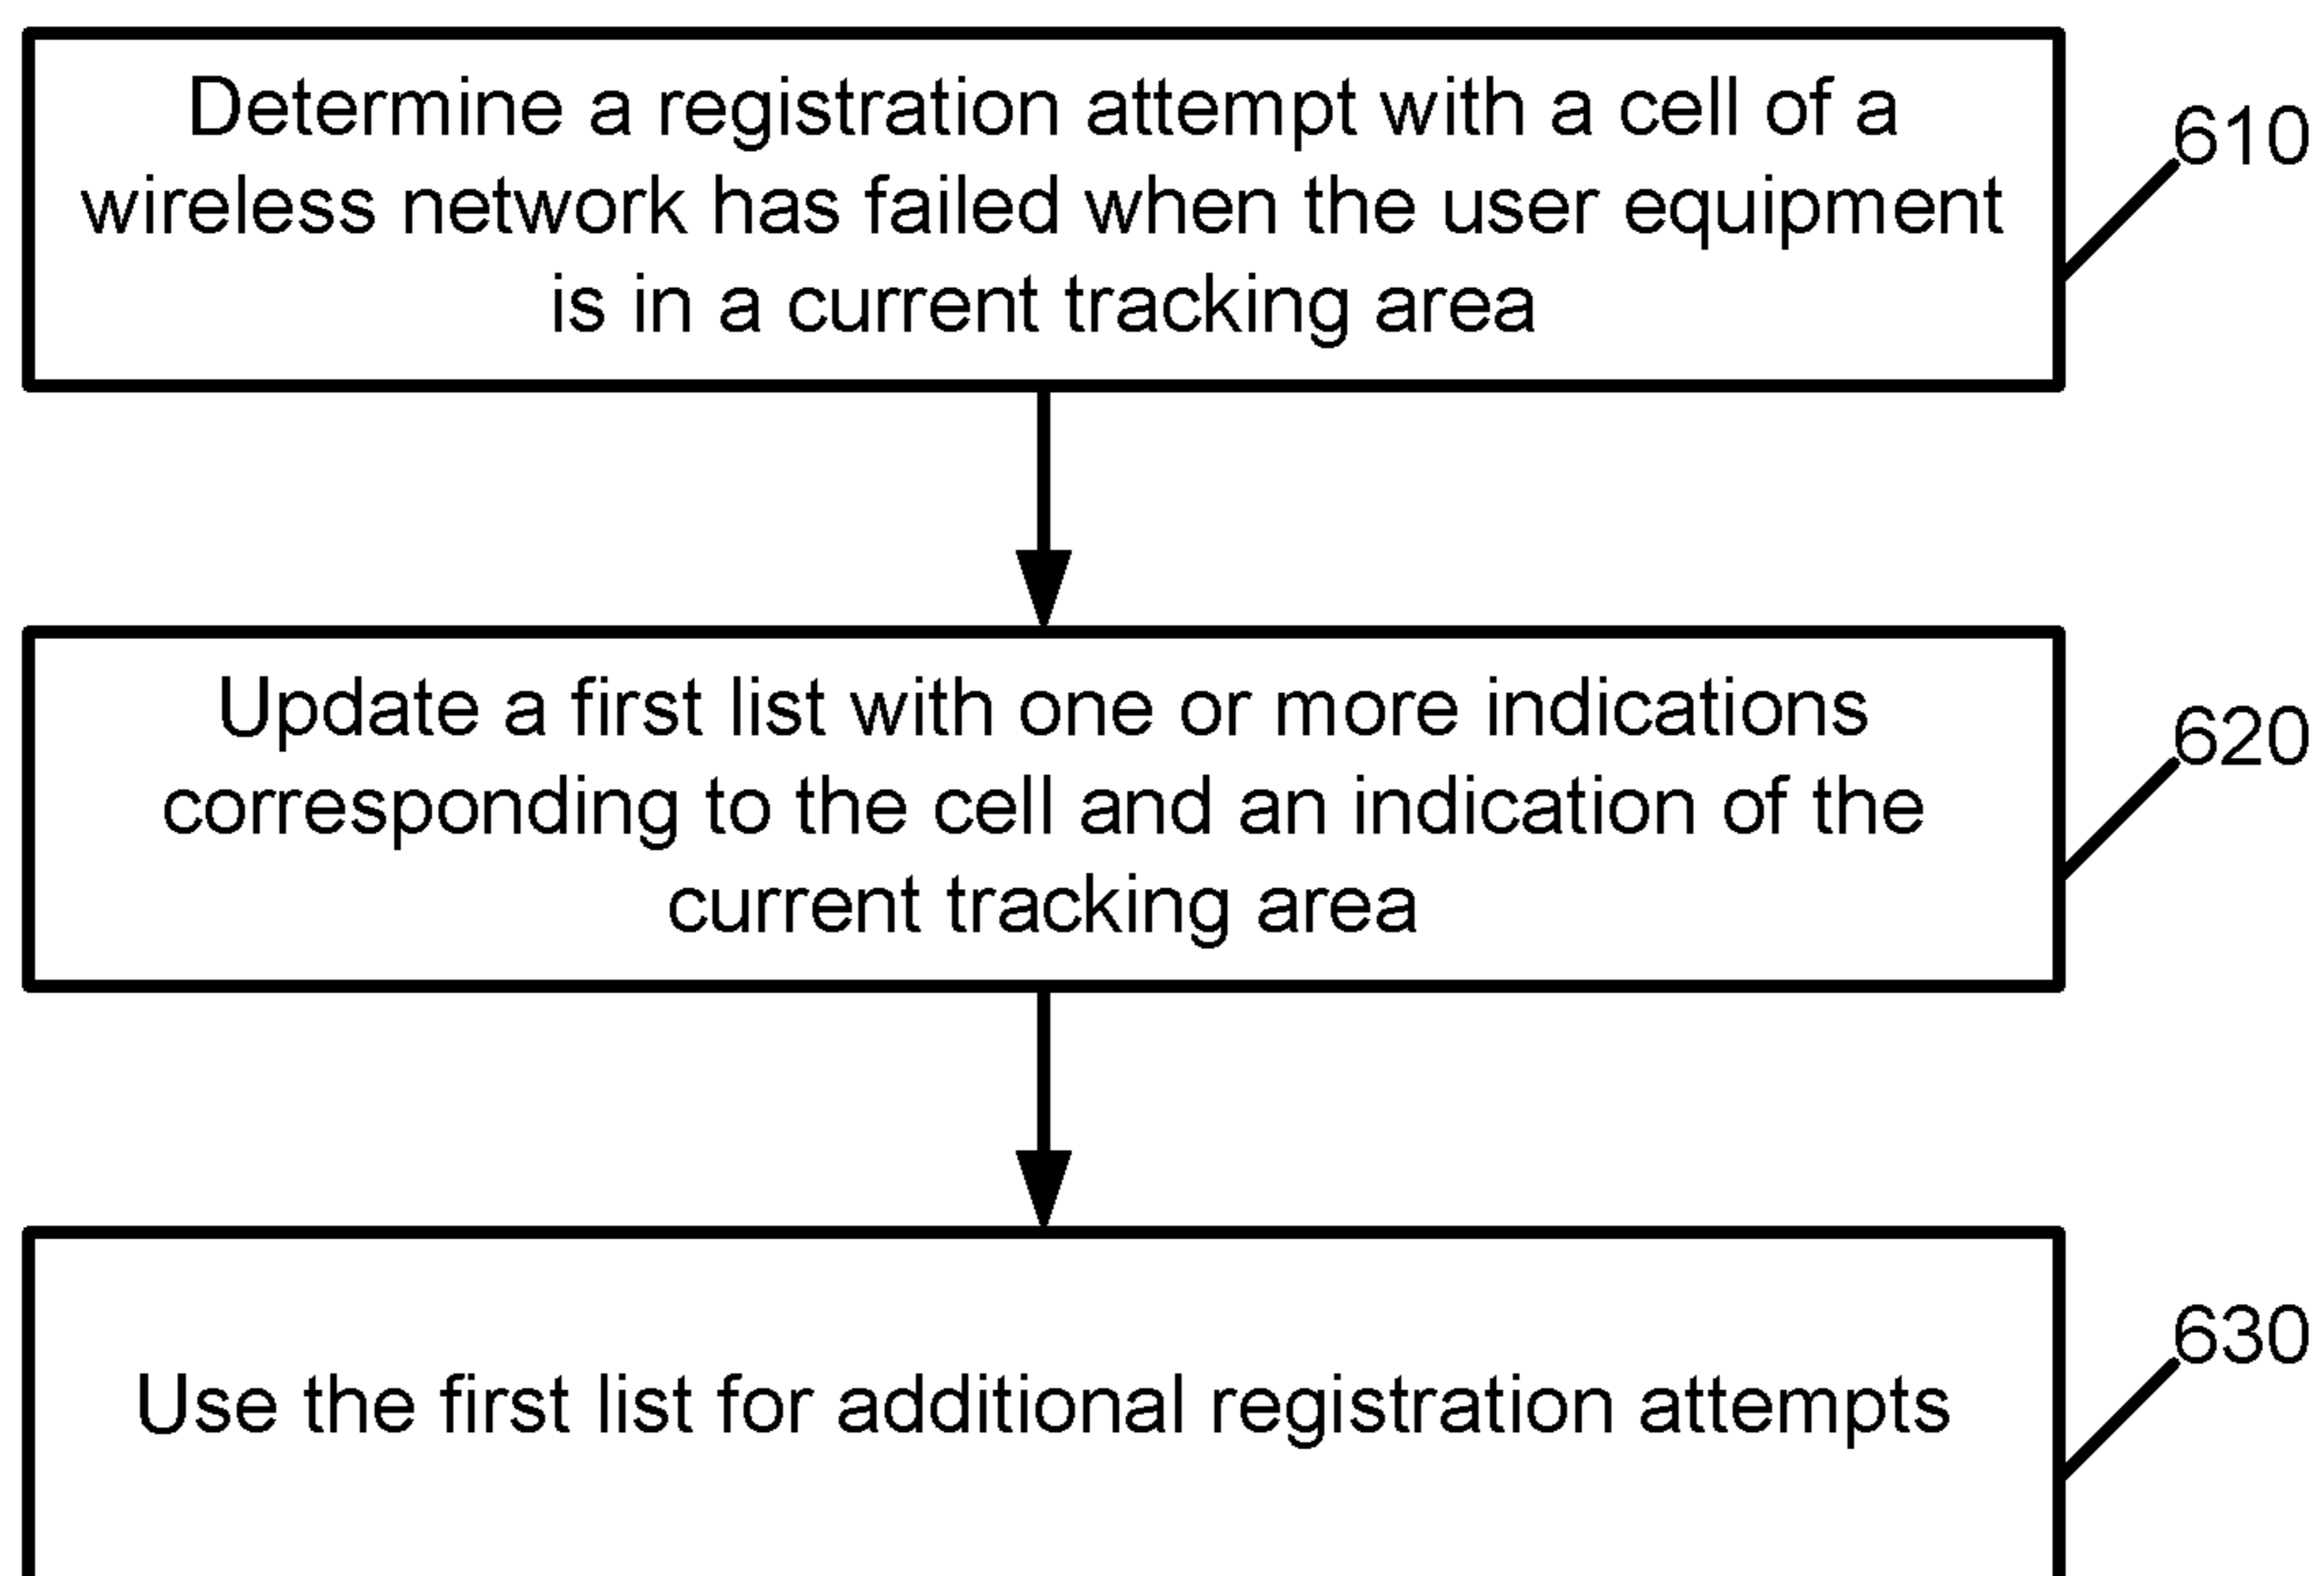 Determine a registration attempt with a cell of a
wireless network has failed when the user equipment
is in a current tracking area
610
Update a first list with one or more indications
corresponding to the cell and an indication of the
current tracking area
620
Use the first list for additional registration attempts
630